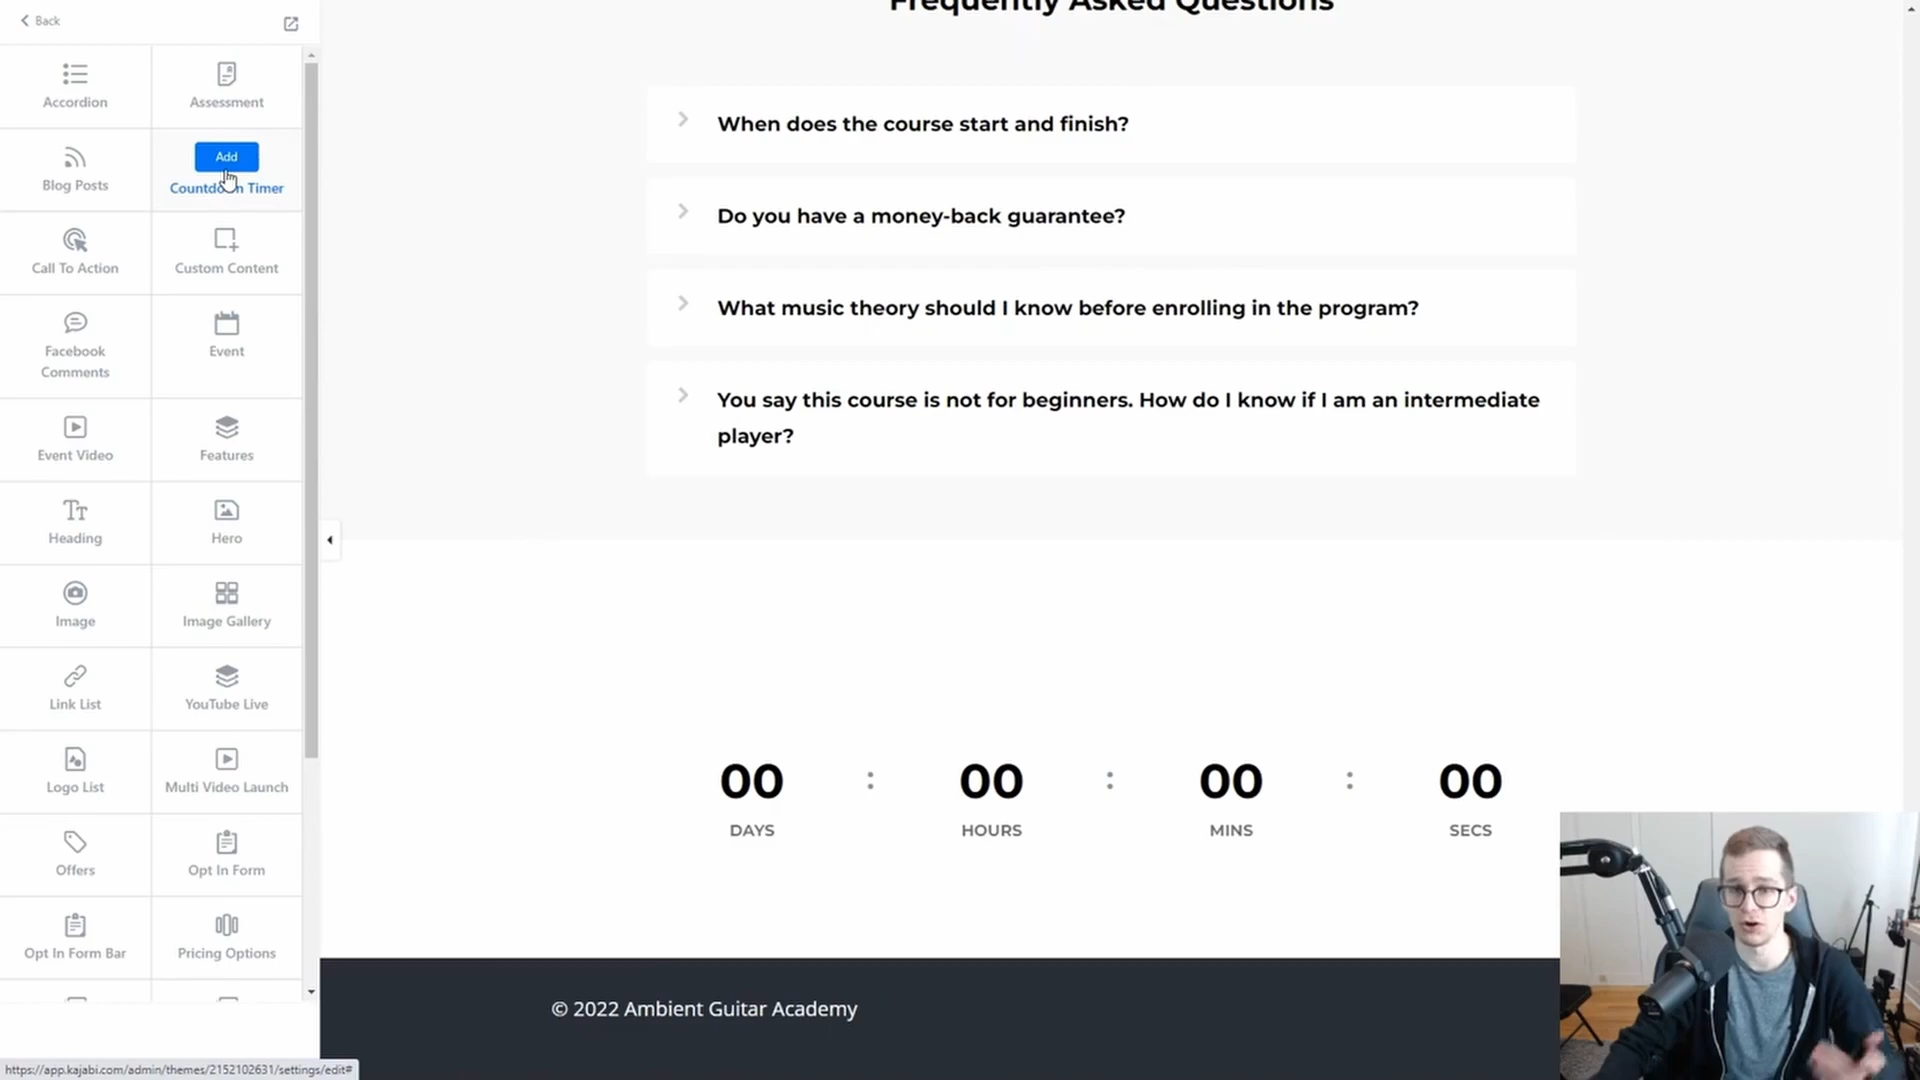 Back
Accordion
Assessment
Blog Posts
Add
Countdown Timer
Call To Action
Custom Content
Facebook
Comments
Event
Event Video
Features
Heading
Hero
Image
Image Gallery
Link List
YouTube Live
Logo List
Multi Video Launch
Offers
Opt In Form
Opt In Form Bar
Pricing Options
https://app.kajabi.com/admin/themes/2152102631/settings/edit#
Frequently Asked Questions
When does the course start and finish?
Do you have a money-back guarantee?
What music theory should I know before enrolling in the program?
You say this course is not for beginners. How do I know if I am an intermediate
player?
00 : 00 : 00 : 00
DAYS HOURS MINS SECS
© 2022 Ambient Guitar Academy